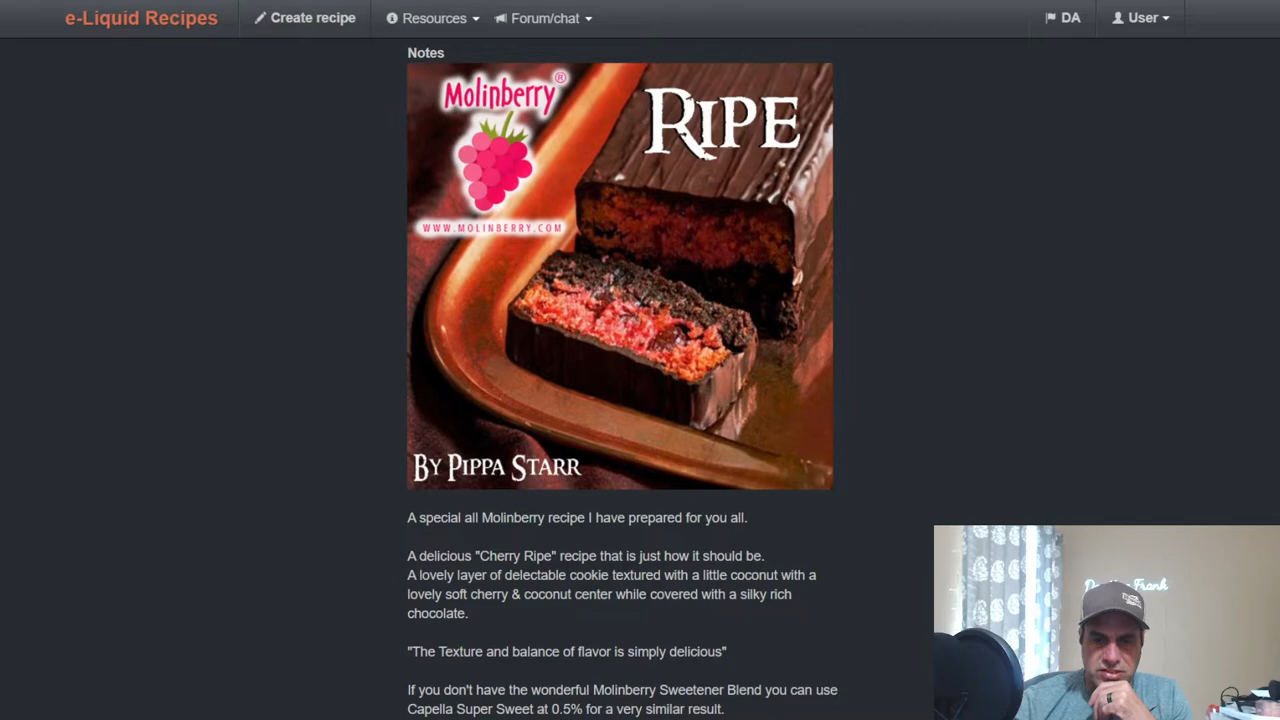 e-Liquid Recipes
Create recipe
Resources
Forum/chat
DA
User
Notes
Molinberry®
WWW.MOLINBERRY.COM
RIPE
BY PIPPA STARR
A special all Molinberry recipe I have prepared for you all.
A delicious "Cherry Ripe" recipe that is just how it should be.
A lovely layer of delectable cookie textured with a little coconut with a
lovely soft cherry & coconut center while covered with a silky rich
chocolate.
"The Texture and balance of flavor is simply delicious"
If you don't have the wonderful Molinberry Sweetener Blend you can use
Capella Super Sweet at 0.5% for a very similar result.
Frank